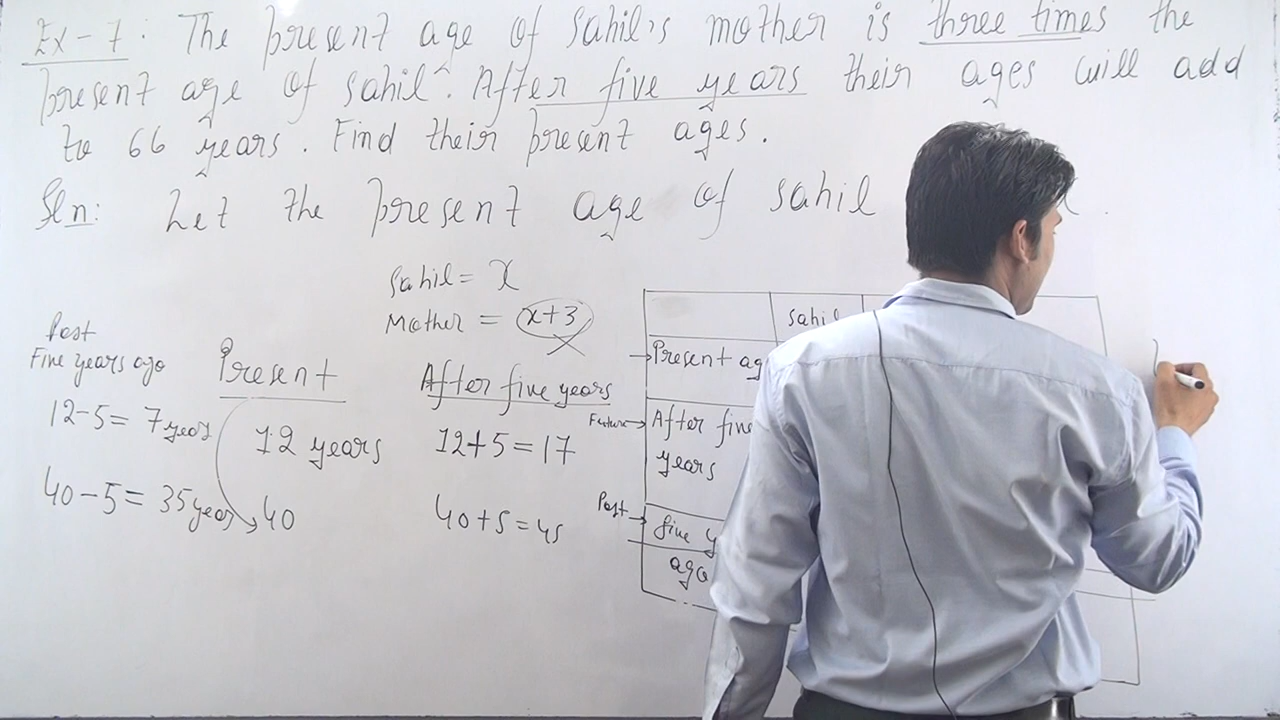 Ex-7: The present age of Sahil's mother is three times the
present age of Sahil. After five years their ages will add
to 66 years. Find their present ages.
Sln: Let the present age of Sahil
Sahil = x
Mother = x+3
Past
Five years ago
Present
After five years
12-5= 7 year
12 years
12+5=17
40-5= 35year
40
40+5=45
Sahil
Present ag
Future
After five
years
Past
five y
ago